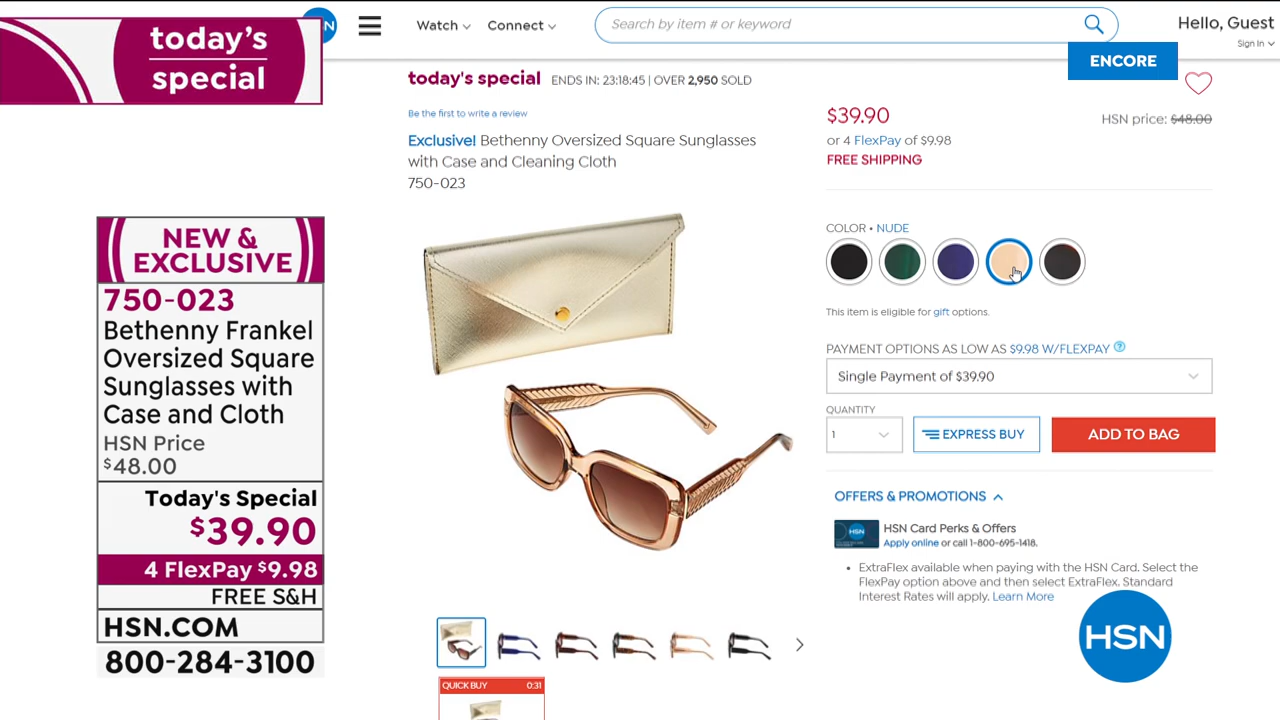 today's
special
N
Watch
Connect
Search by item # or keyword
Hello, Guest
Sign In
ENCORE
today's special ENDS IN: 23:18:45 | OVER 2,950 SOLD
Be the first to write a review
Exclusive! Bethenny Oversized Square Sunglasses
with Case and Cleaning Cloth
750-023
$39.90
HSN price: $48.00
or 4 FlexPay of $9.98
FREE SHIPPING
COLOR • NUDE
This item is eligible for gift options.
PAYMENT OPTIONS AS LOW AS $9.98 W/FLEXPAY ?
Single Payment of $39.90
QUANTITY
1
EXPRESS BUY
ADD TO BAG
OFFERS & PROMOTIONS
HSN
HSN Card Perks & Offers
Apply online or call 1-800-695-1418.
• ExtraFlex available when paying with the HSN Card. Select the
FlexPay option above and then select ExtraFlex. Standard
Interest Rates will apply. Learn More
HSN
QUICK BUY 0:31
NEW &
EXCLUSIVE
750-023
Bethenny Frankel
Oversized Square
Sunglasses with
Case and Cloth
HSN Price
$48.00
Today's Special
$39.90
4 FlexPay $9.98
FREE S&H
HSN.COM
800-284-3100